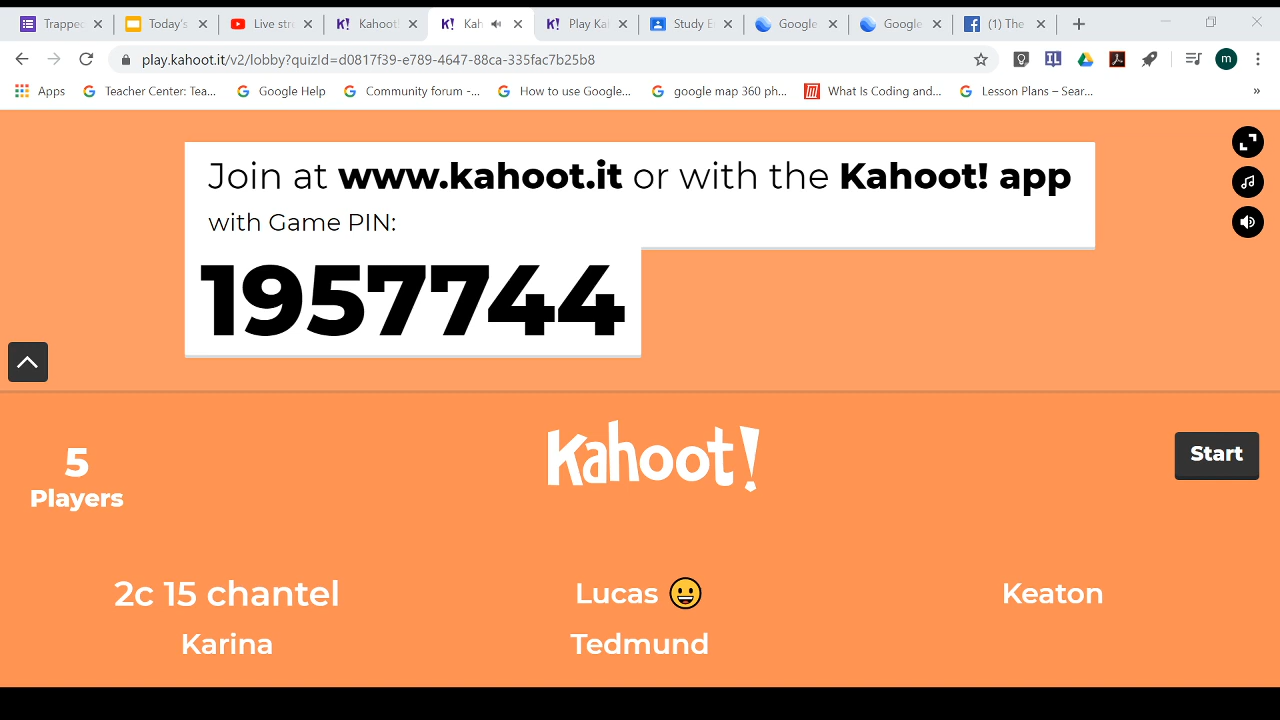 Trapped
Today's
Live str
Kahoot!
Kah
Play Ka
Study E
Google
Google
(1) The
play.kahoot.it/v2/lobby?quizId=d0817f39-e789-4647-88ca-335fac7b25b8
IL
m
Apps
Teacher Center: Tea...
Google Help
Community forum -...
How to use Google...
google map 360 ph...
What Is Coding and...
Lesson Plans – Sear...
»
Join at www.kahoot.it or with the Kahoot! app
with Game PIN:
1957744
Kahoot!
5
Players
Start
2c 15 chantel
Lucas 😀
Keaton
Karina
Tedmund